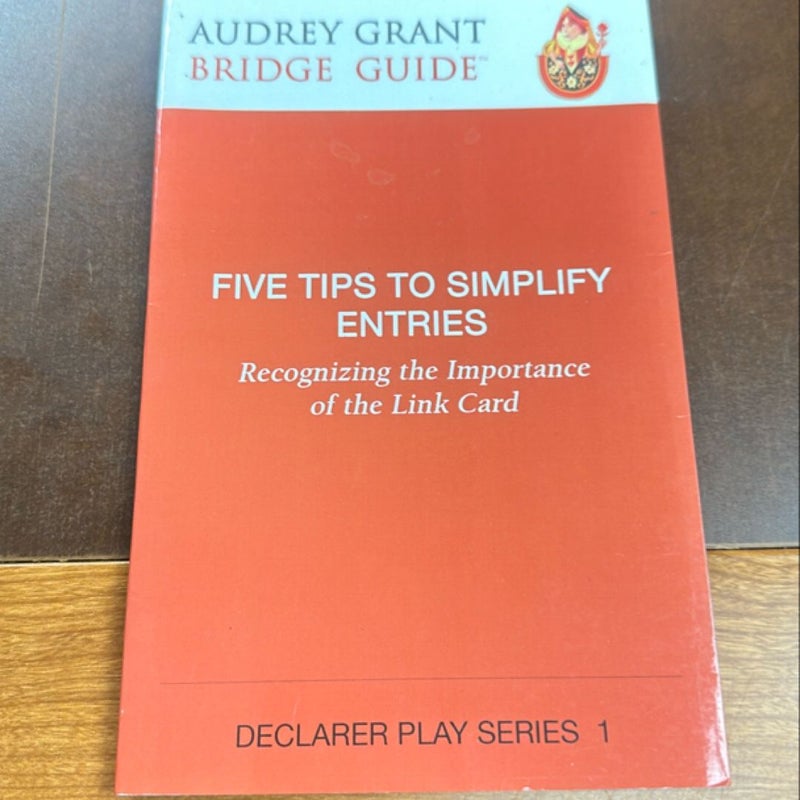 AUDREY GRANT
BRIDGE GUIDE™
FIVE TIPS TO SIMPLIFY
ENTRIES
Recognizing the Importance
of the Link Card
DECLARER PLAY SERIES 1